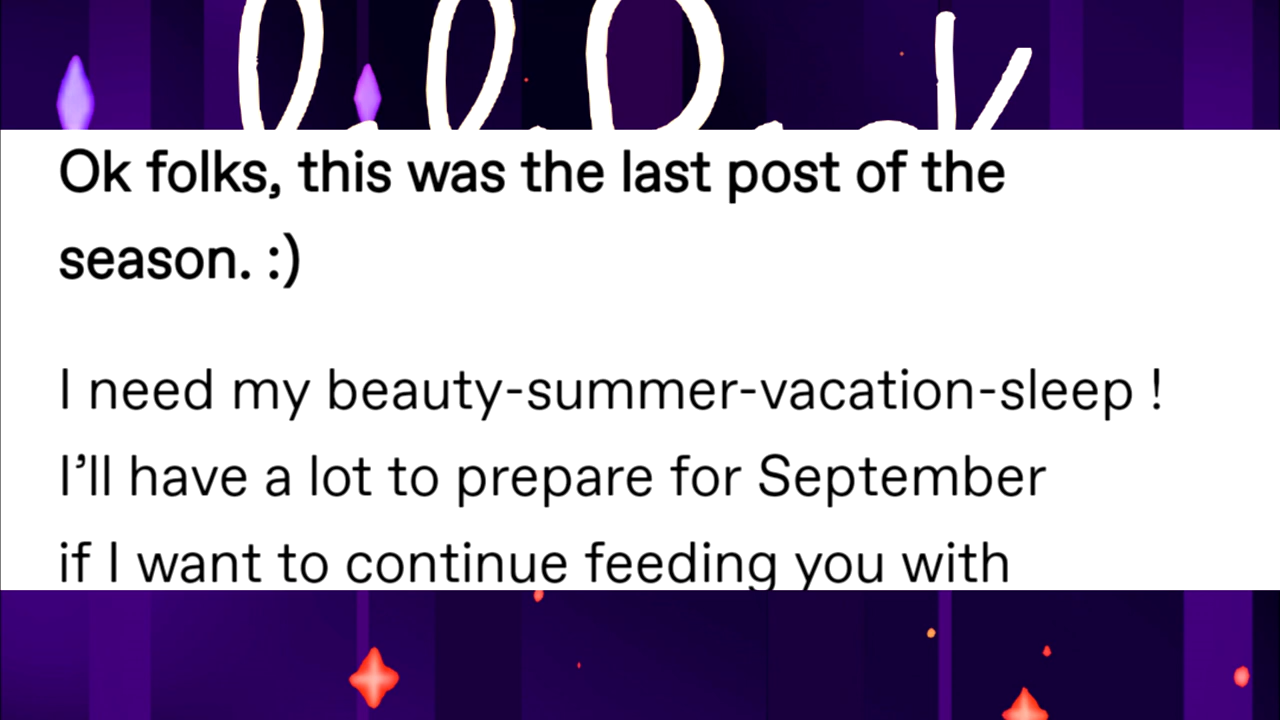 Ok folks, this was the last post of the
season. :)
I need my beauty-summer-vacation-sleep !
I’ll have a lot to prepare for September
if I want to continue feeding you with